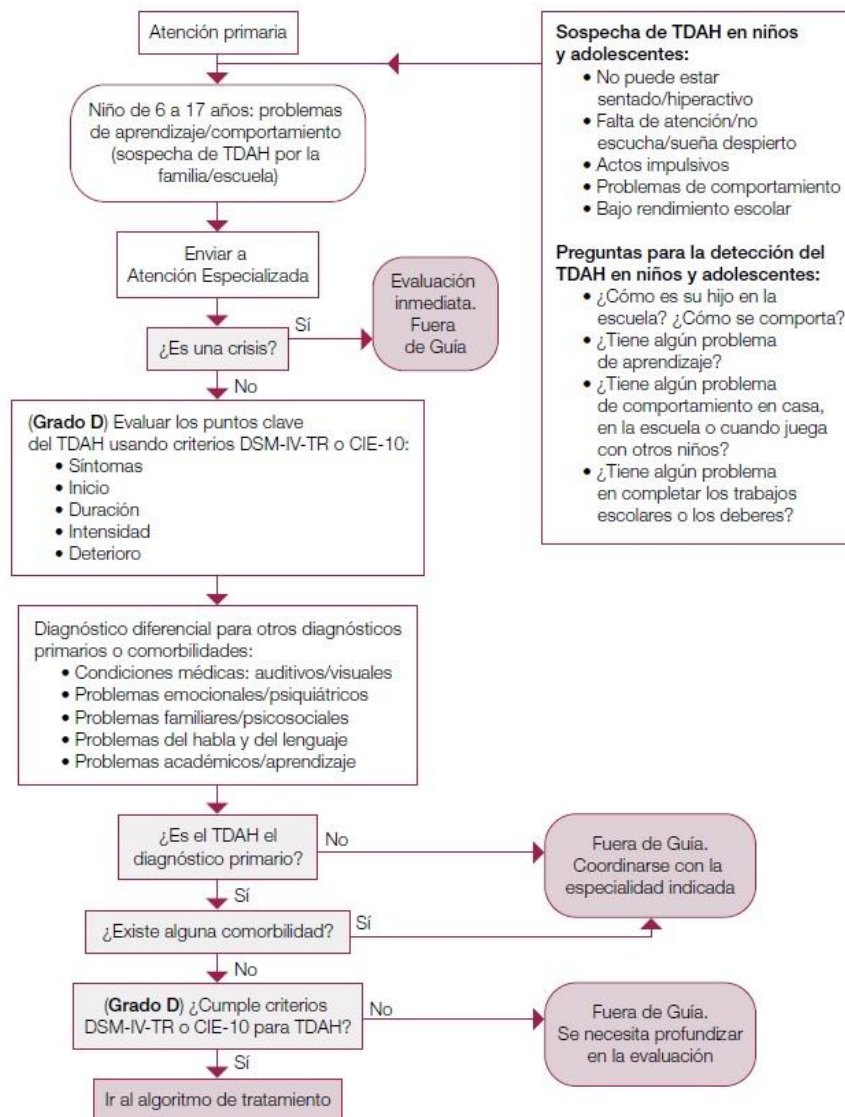 Atención primaria
Sospecha de TDAH en niños
y adolescentes:
• No puede estar
sentado/hiperactivo
• Falta de atención/no
escucha/sueña despierto
• Actos impulsivos
• Problemas de comportamiento
• Bajo rendimiento escolar
Preguntas para la detección del
TDAH en niños y adolescentes:
• ¿Cómo es su hijo en la
escuela? ¿Cómo se comporta?
• ¿Tiene algún problema
de aprendizaje?
• ¿Tiene algún problema
de comportamiento en casa,
en la escuela o cuando juega
con otros niños?
• ¿Tiene algún problema
en completar los trabajos
escolares o los deberes?
Niño de 6 a 17 años: problemas
de aprendizaje/comportamiento
(sospecha de TDAH por la
familia/escuela)
Enviar a
Atención Especializada
¿Es una crisis?
Sí
Evaluación
inmediata.
Fuera
de Guía
No
(Grado D) Evaluar los puntos clave
del TDAH usando criterios DSM-IV-TR o CIE-10:
• Síntomas
• Inicio
• Duración
• Intensidad
• Deterioro
Diagnóstico diferencial para otros diagnósticos
primarios o comorbilidades:
• Condiciones médicas: auditivos/visuales
• Problemas emocionales/psiquiátricos
• Problemas familiares/psicosociales
• Problemas del habla y del lenguaje
• Problemas académicos/aprendizaje
¿Es el TDAH el
diagnóstico primario?
No
Fuera de Guía.
Coordinarse con la
especialidad indicada
Sí
¿Existe alguna comorbilidad?
Sí
No
(Grado D) ¿Cumple criterios
DSM-IV-TR o CIE-10 para TDAH?
No
Fuera de Guía.
Se necesita profundizar
en la evaluación
Sí
Ir al algoritmo de tratamiento